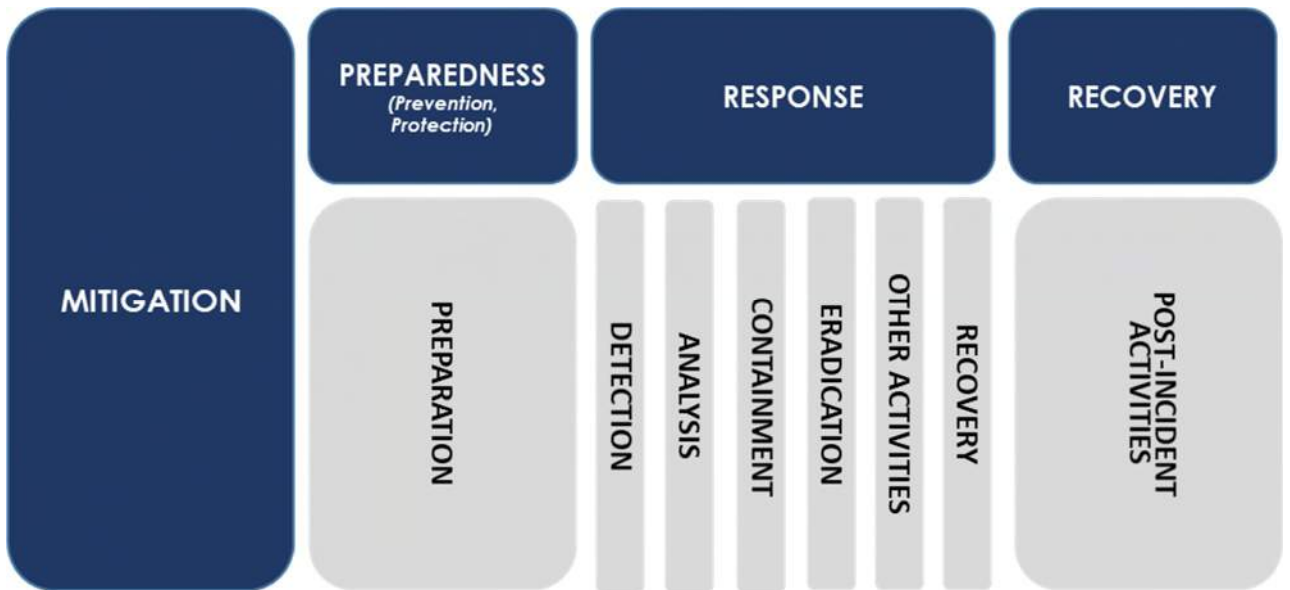 MITIGATION
PREPAREDNESS
(Prevention,
Protection)
RESPONSE
RECOVERY
PREPARATION
DETECTION
ANALYSIS
CONTAINMENT
ERADICATION
OTHER ACTIVITIES
RECOVERY
POST-INCIDENT
ACTIVITIES